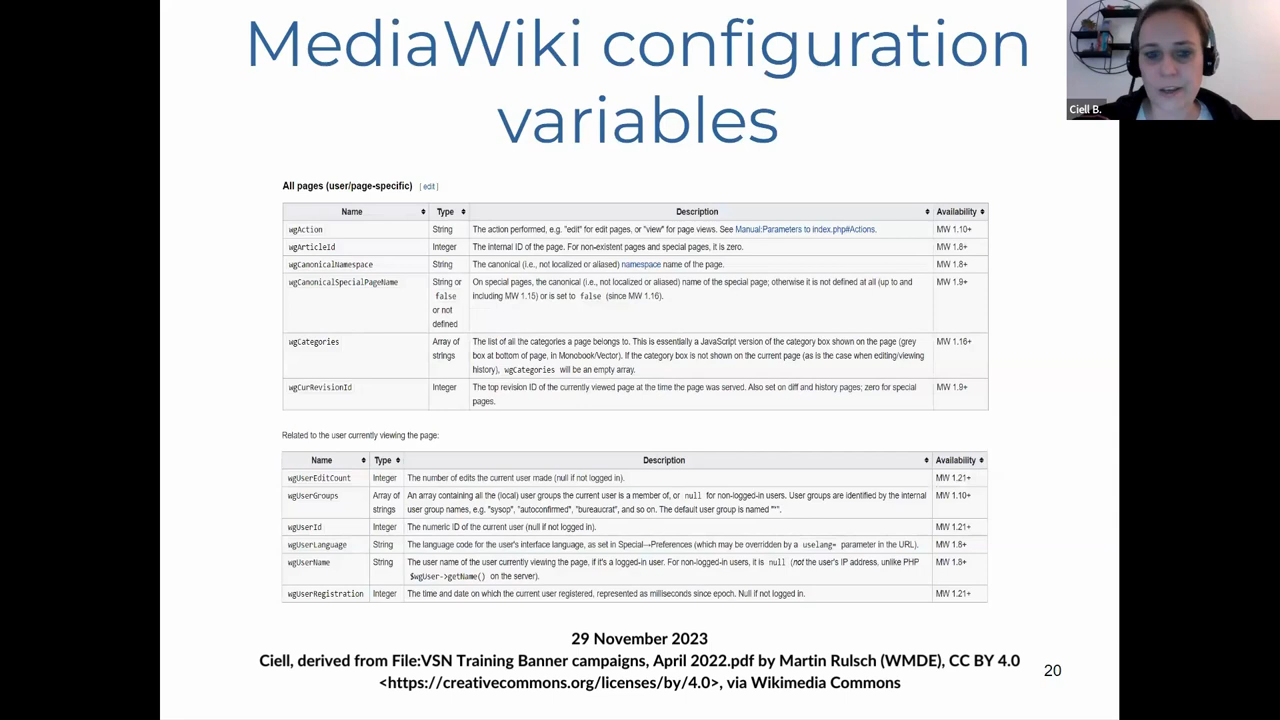 MediaWiki configuration
variables
Ciell B.
All pages (user/page-specific) [ edit ]
Name Type Description Availability
wgAction String The action performed, e.g. "edit" for edit pages, or "view" for page views. See Manual:Parameters to index.php#Actions. MW 1.10+
wgArticleId Integer The internal ID of the page. For non-existent pages and special pages, it is zero. MW 1.8+
wgCanonicalNamespace String The canonical (i.e., not localized or aliased) namespace name of the page. MW 1.8+
wgCanonicalSpecialPageName String or On special pages, the canonical (i.e., not localized or aliased) name of the special page; otherwise it is not defined at all (up to and MW 1.9+
false including MW 1.15) or is set to false (since MW 1.16).
or not
defined
wgCategories Array of The list of all the categories a page belongs to. This is essentially a JavaScript version of the category box shown on the page (grey MW 1.16+
strings box at bottom of page, in Monobook/Vector). If the category box is not shown on the current page (as is the case when editing/viewing
history), wgCategories will be an empty array.
wgCurRevisionId Integer The top revision ID of the currently viewed page at the time the page was served. Also set on diff and history pages; zero for special MW 1.9+
pages.
Related to the user currently viewing the page:
Name Type Description Availability
wgUserEditCount Integer The number of edits the current user made (null if not logged in). MW 1.21+
wgUserGroups Array of An array containing all the (local) user groups the current user is a member of, or null for non-logged-in users. User groups are identified by the internal MW 1.10+
strings user group names, e.g. "sysop", "autoconfirmed", "bureaucrat", and so on. The default user group is named "*".
wgUserId Integer The numeric ID of the current user (null if not logged in). MW 1.21+
wgUserLanguage String The language code for the user's interface language, as set in Special→Preferences (which may be overridden by a uselang= parameter in the URL). MW 1.8+
wgUserName String The user name of the user currently viewing the page, if it's a logged-in user. For non-logged-in users, it is null (not the user's IP address, unlike PHP MW 1.8+
$wgUser->getName() on the server).
wgUserRegistration Integer The time and date on which the current user registered, represented as milliseconds since epoch. Null if not logged in. MW 1.21+
29 November 2023
Ciell, derived from File:VSN Training Banner campaigns, April 2022.pdf by Martin Rulsch (WMDE), CC BY 4.0
<https://creativecommons.org/licenses/by/4.0>, via Wikimedia Commons
20